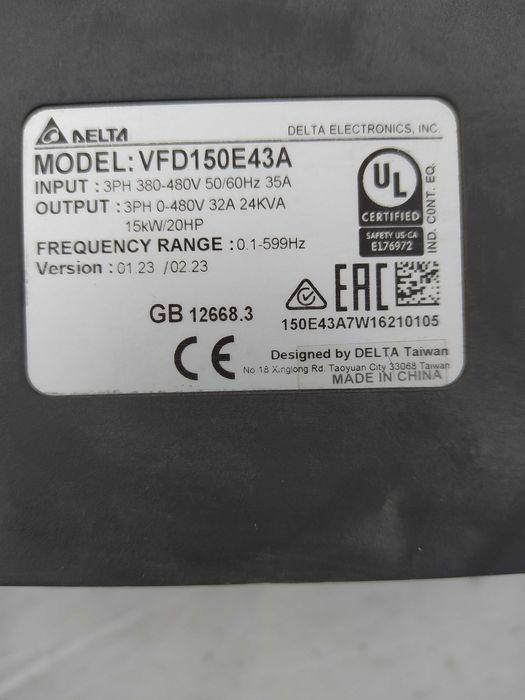 DELTA
DELTA ELECTRONICS, INC.
MODEL: VFD150E43A
INPUT : 3PH 380-480V 50/60Hz 35A
OUTPUT : 3PH 0-480V 32A 24KVA
15kW/20HP
FREQUENCY RANGE : 0.1-599Hz
Version : 01.23 / 02.23
UL
CERTIFIED
SAFETY US-CA
E176972
IND. CONT. EQ.
EAC
GB 12668.3
150E43A7W16210105
CE
Designed by DELTA Taiwan
No 18 Xinglong Rd. Taoyuan City 33068 Taiwan
MADE IN CHINA